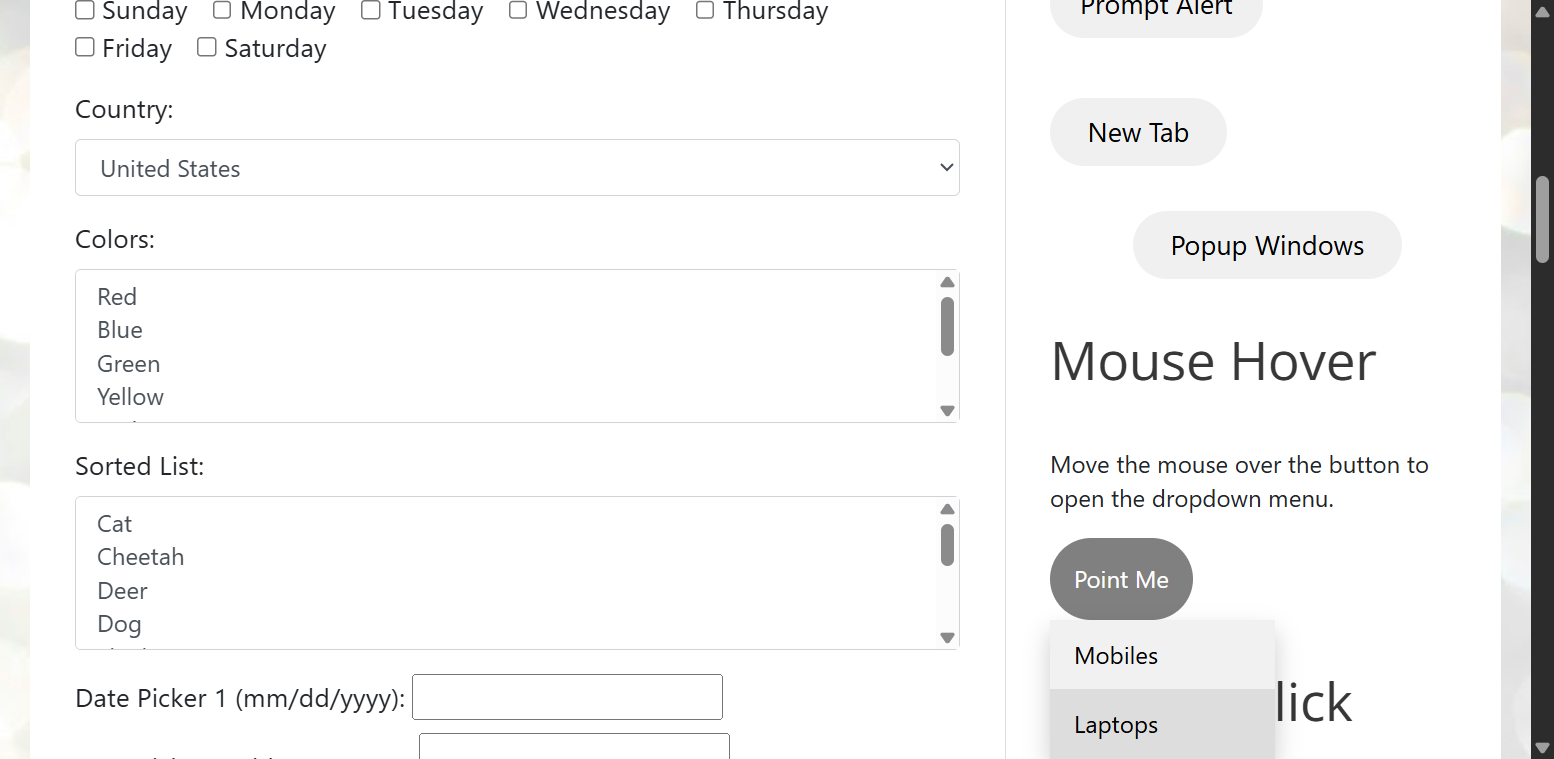 Sunday Monday Tuesday Wednesday Thursday
Friday Saturday
Country:
United States
Colors:
Red
Blue
Green
Yellow
Sorted List:
Cat
Cheetah
Deer
Dog
Date Picker 1 (mm/dd/yyyy):
Prompt Alert
New Tab
Popup Windows
Mouse Hover
Move the mouse over the button to
open the dropdown menu.
Point Me
Mobiles
Laptops
lick